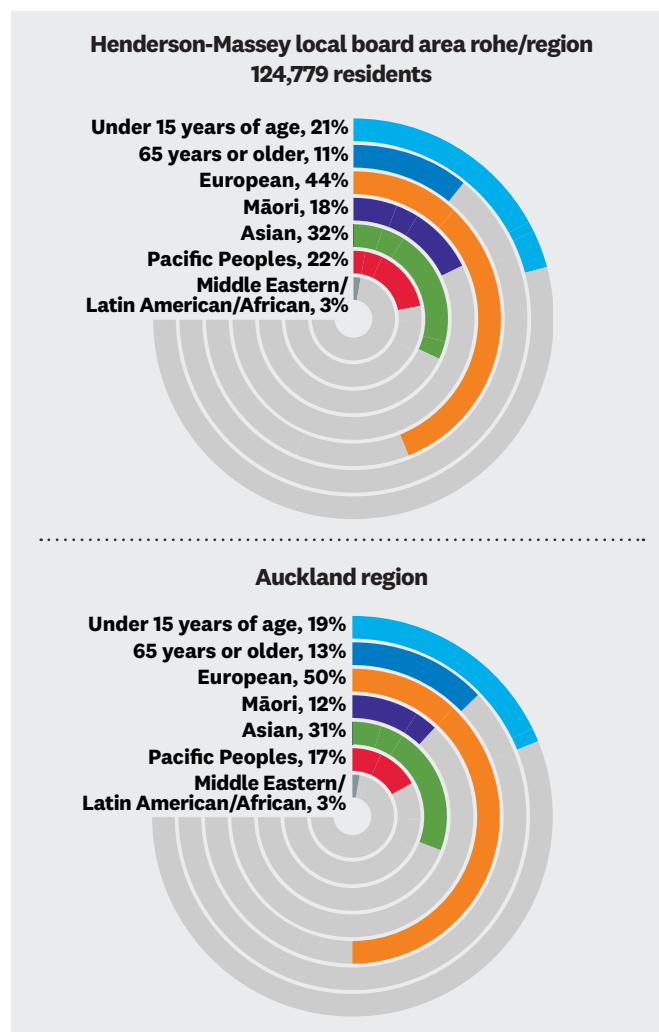 Henderson-Massey local board area rohe/region
124,779 residents
Under 15 years of age, 21%
65 years or older, 11%
European, 44%
Māori, 18%
Asian, 32%
Pacific Peoples, 22%
Middle Eastern/
Latin American/African, 3%
Auckland region
Under 15 years of age, 19%
65 years or older, 13%
European, 50%
Māori, 12%
Asian, 31%
Pacific Peoples, 17%
Middle Eastern/
Latin American/African, 3%